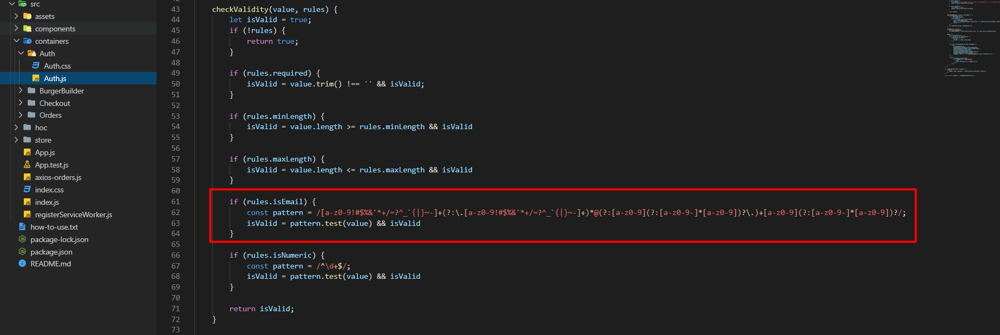 src
assets
components
containers
Auth
Auth.css
Auth.js
BurgerBuilder
Checkout
Orders
hoc
store
App.js
App.test.js
axios-orders.js
index.css
index.js
registerServiceWorker.js
how-to-use.txt
package-lock.json
package.json
README.md
43 checkValidity(value, rules) {
44 let isValid = true;
45 if (!rules) {
46 return true;
47 }
48
49 if (rules.required) {
50 isValid = value.trim() !== '' && isValid;
51 }
52
53 if (rules.minLength) {
54 isValid = value.length >= rules.minLength && isValid
55 }
56
57 if (rules.maxLength) {
58 isValid = value.length <= rules.maxLength && isValid
59 }
60
61 if (rules.isEmail) {
62 const pattern = /[a-z0-9!#$%&'*+/=?^_`{|}~-]+(?:\.[a-z0-9!#$%&'*+/=?^_`{|}~-]+)*@(?:[a-z0-9](?:[a-z0-9-]*[a-z0-9])?\.)+[a-z0-9](?:[a-z0-9-]*[a-z0-9])?/;
63 isValid = pattern.test(value) && isValid
64 }
65
66 if (rules.isNumeric) {
67 const pattern = /^\d+$/;
68 isValid = pattern.test(value) && isValid
69 }
70
71 return isValid;
72 }
73